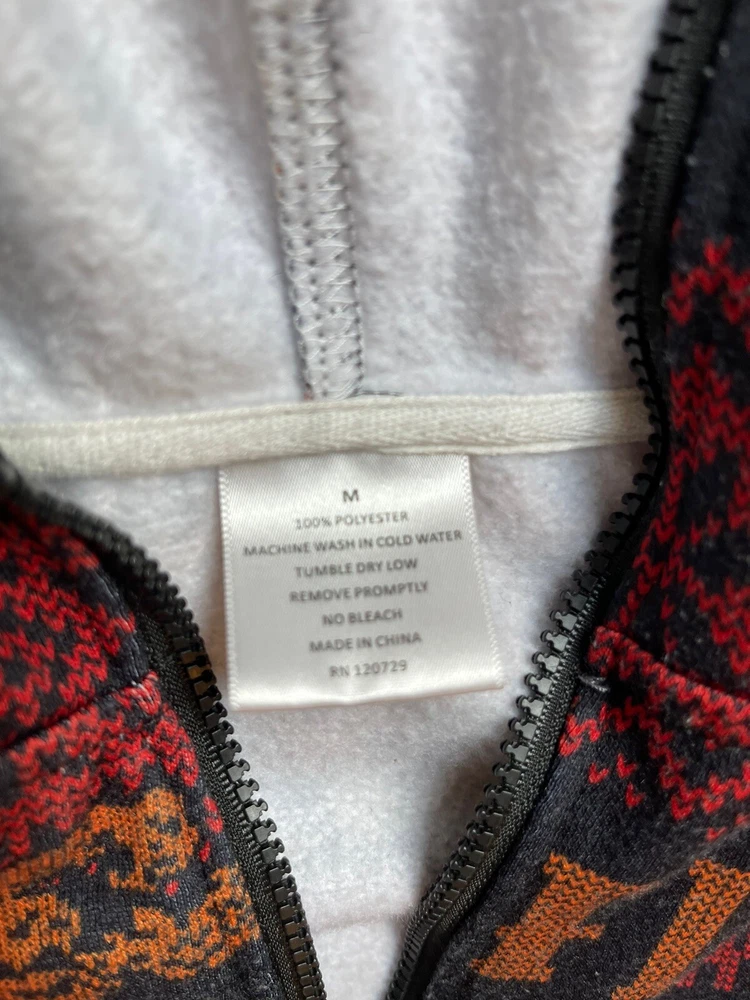 M
100% POLYESTER
MACHINE WASH IN COLD WATER
TUMBLE DRY LOW
REMOVE PROMPTLY
NO BLEACH
MADE IN CHINA
RN 120729